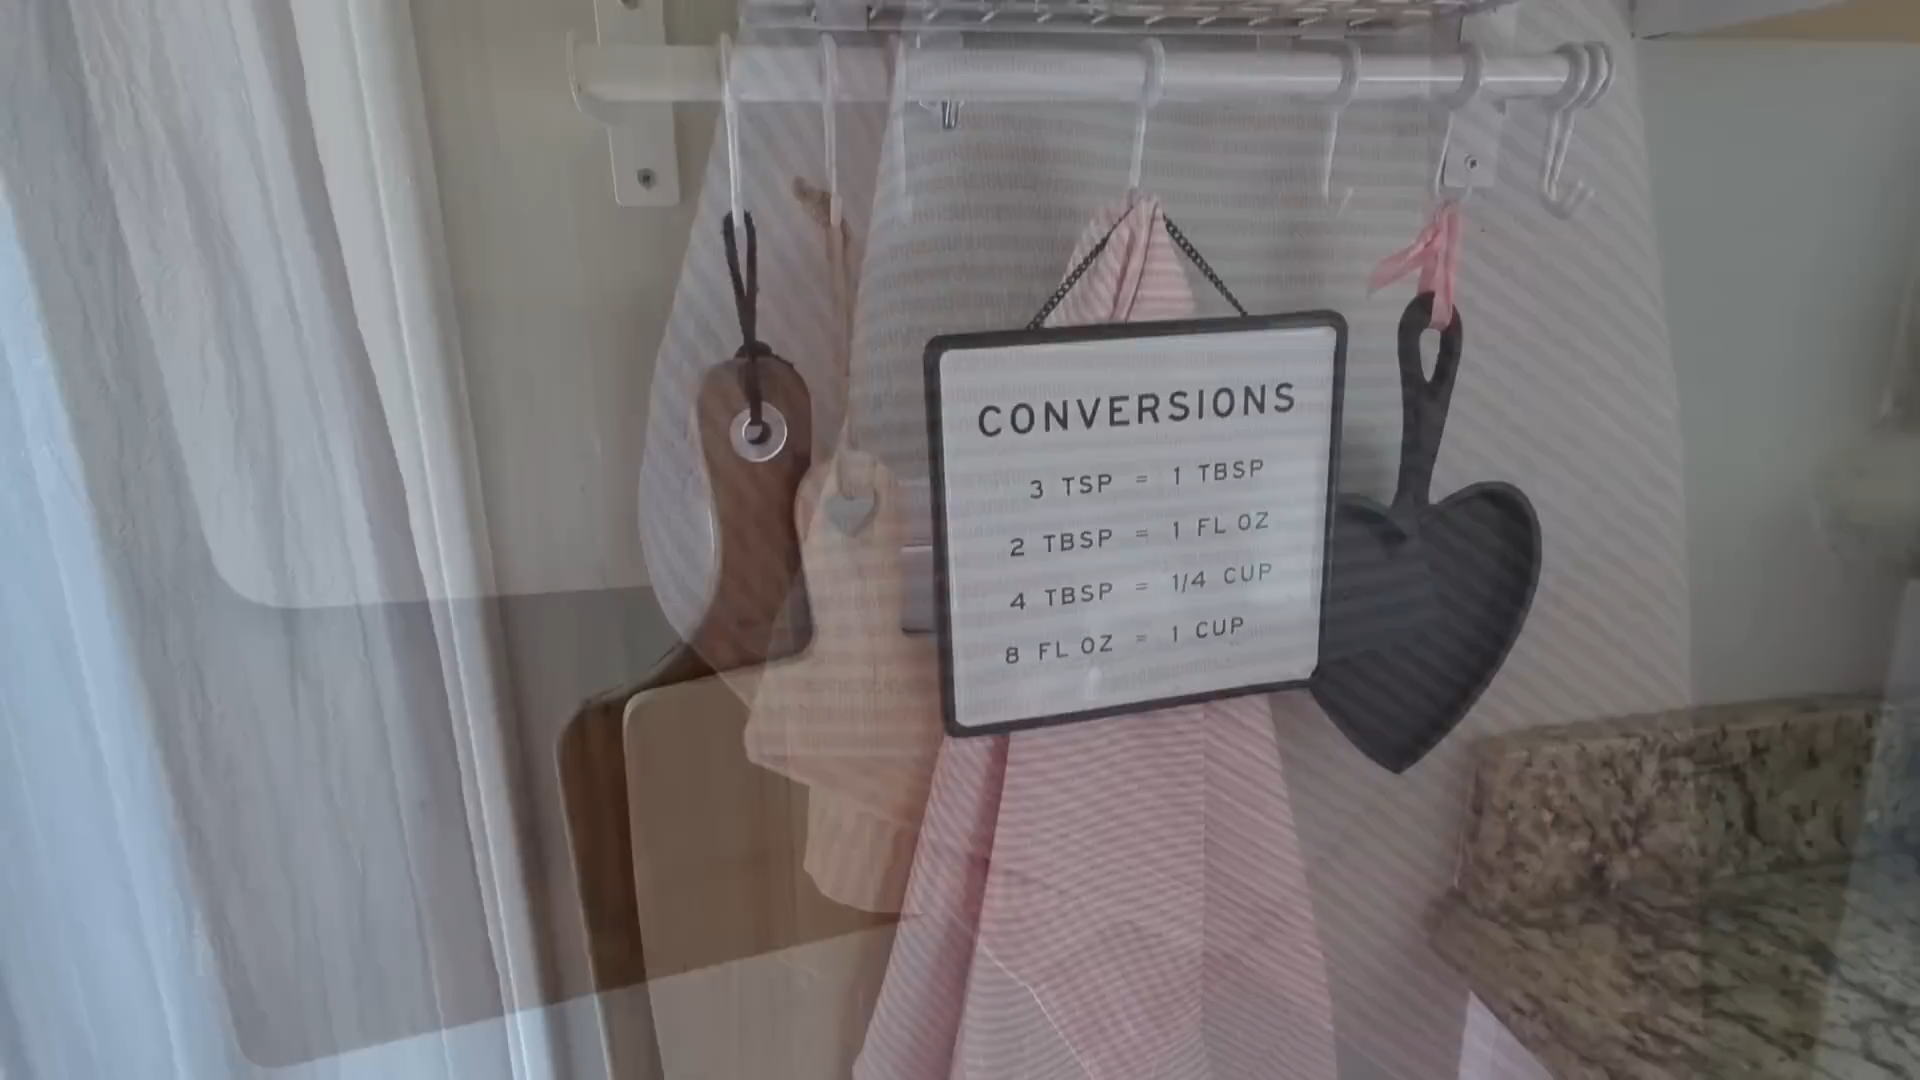 CONVERSIONS
3 TSP = 1 TBSP
2 TBSP = 1 FL OZ
4 TBSP = 1/4 CUP
8 FL OZ = 1 CUP